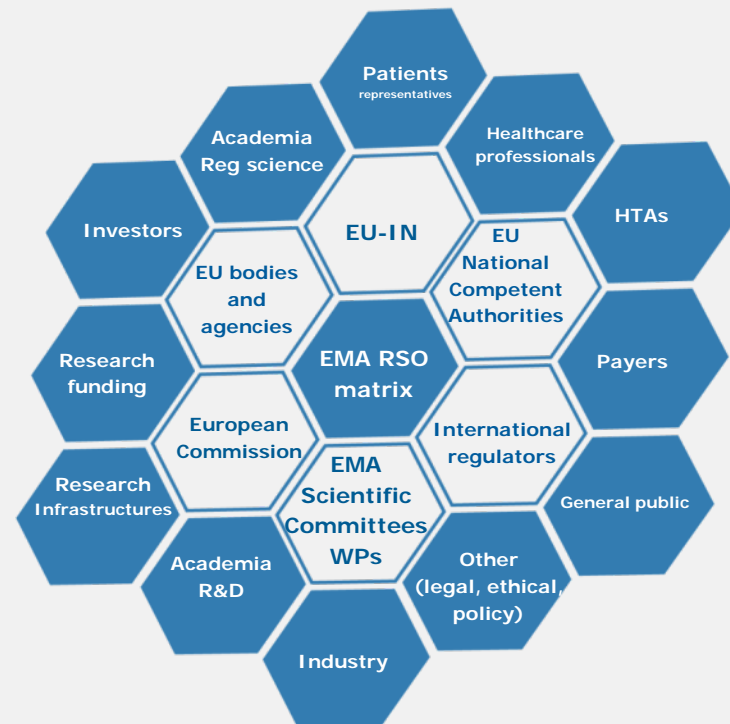 Patients
representatives
Academia
Reg science
Healthcare
professionals
Investors
EU-IN
HTAs
EU bodies
and
agencies
EU
National
Competent
Authorities
Research
funding
EMA RSO
matrix
Payers
European
Commission
International
regulators
Research
Infrastructures
EMA
Scientific
Committees
WPs
General public
Academia
R&D
Other
(legal, ethical,
policy)
Industry